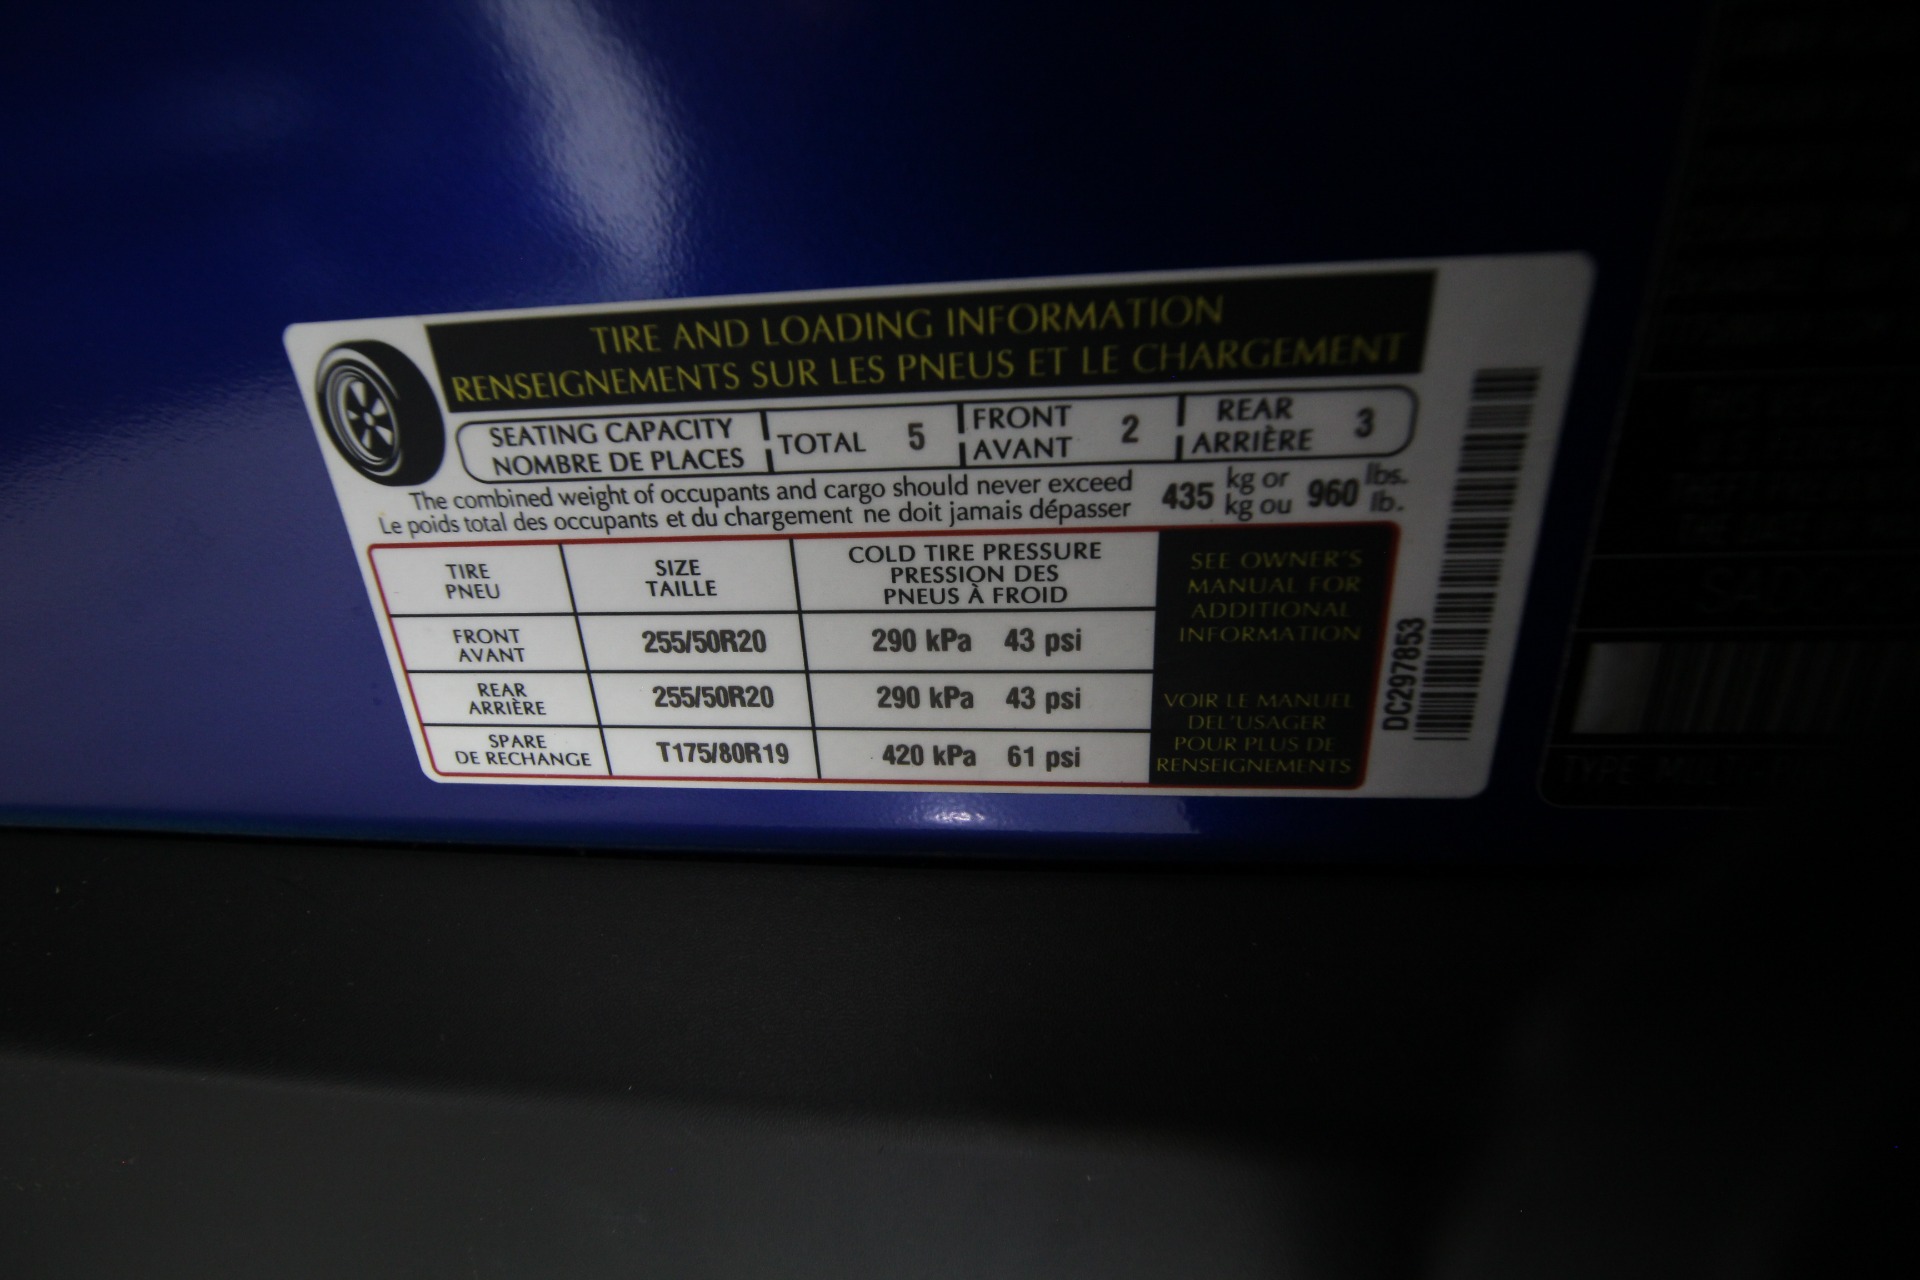 TIRE AND LOADING INFORMATION
RENSEIGNEMENTS SUR LES PNEUS ET LE CHARGEMENT
SEATING CAPACITY
NOMBRE DE PLACES
TOTAL 5
FRONT
AVANT
2
REAR
ARRIÈRE
3
The combined weight of occupants and cargo should never exceed
Le poids total des occupants et du chargement ne doit jamais dépasser
435 kg or 960 lbs.
kg ou lb.
TIRE
PNEU
SIZE
TAILLE
COLD TIRE PRESSURE
PRESSION DES
PNEUS À FROID
FRONT
AVANT
255/50R20
290 kPa 43 psi
REAR
ARRIÈRE
255/50R20
290 kPa 43 psi
SPARE
DE RECHANGE
T175/80R19
420 kPa 61 psi
SEE OWNER'S
MANUAL FOR
ADDITIONAL
INFORMATION
VOIR LE MANUEL
DEL'USAGER
POUR PLUS DE
RENSEIGNEMENTS
DC297853
TYPE